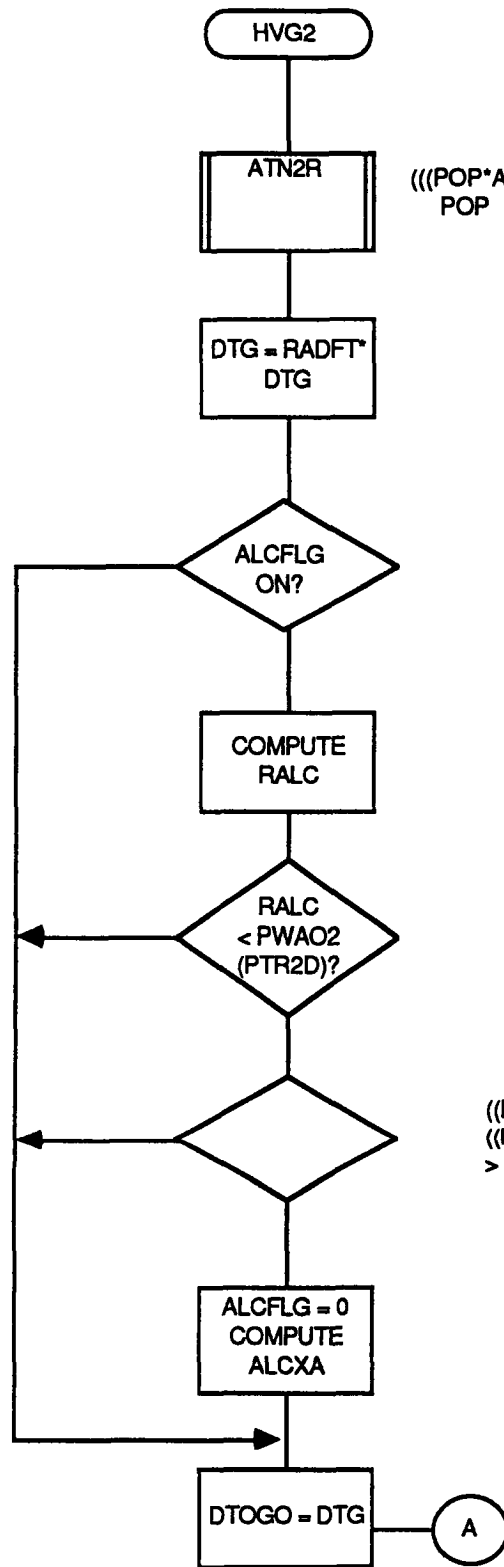 HVG2
ATN2R
(((POP*A
POP
DTG = RADFT*
DTG
ALCFLG
ON?
COMPUTE
RALC
RALC
< PWAO2
(PTR2D)?
((
((
>
ALCFLG = 0
COMPUTE
ALCXA
DTOGO = DTG
A